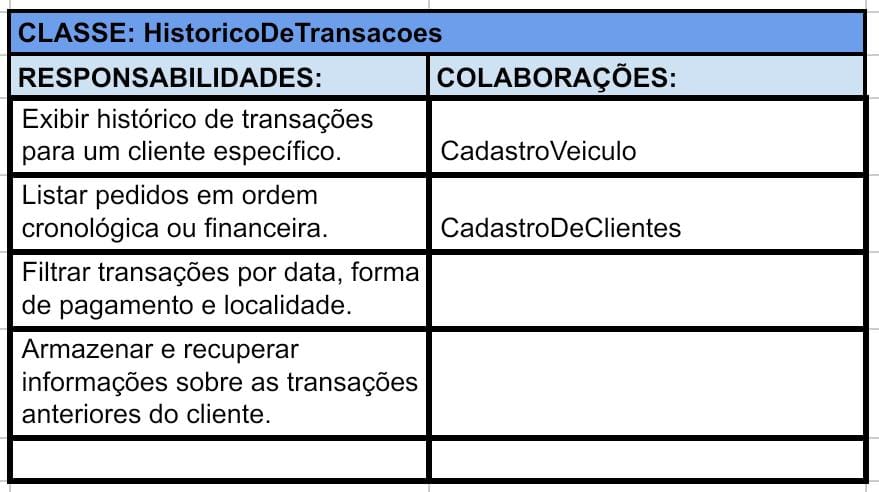 CLASSE: HistoricoDeTransacoes
RESPONSABILIDADES:
COLABORAÇÕES:
Exibir histórico de transações
para um cliente específico.
CadastroVeiculo
Listar pedidos em ordem
cronológica ou financeira.
CadastroDeClientes
Filtrar transações por data, forma
de pagamento e localidade.
Armazenar e recuperar
informações sobre as transações
anteriores do cliente.